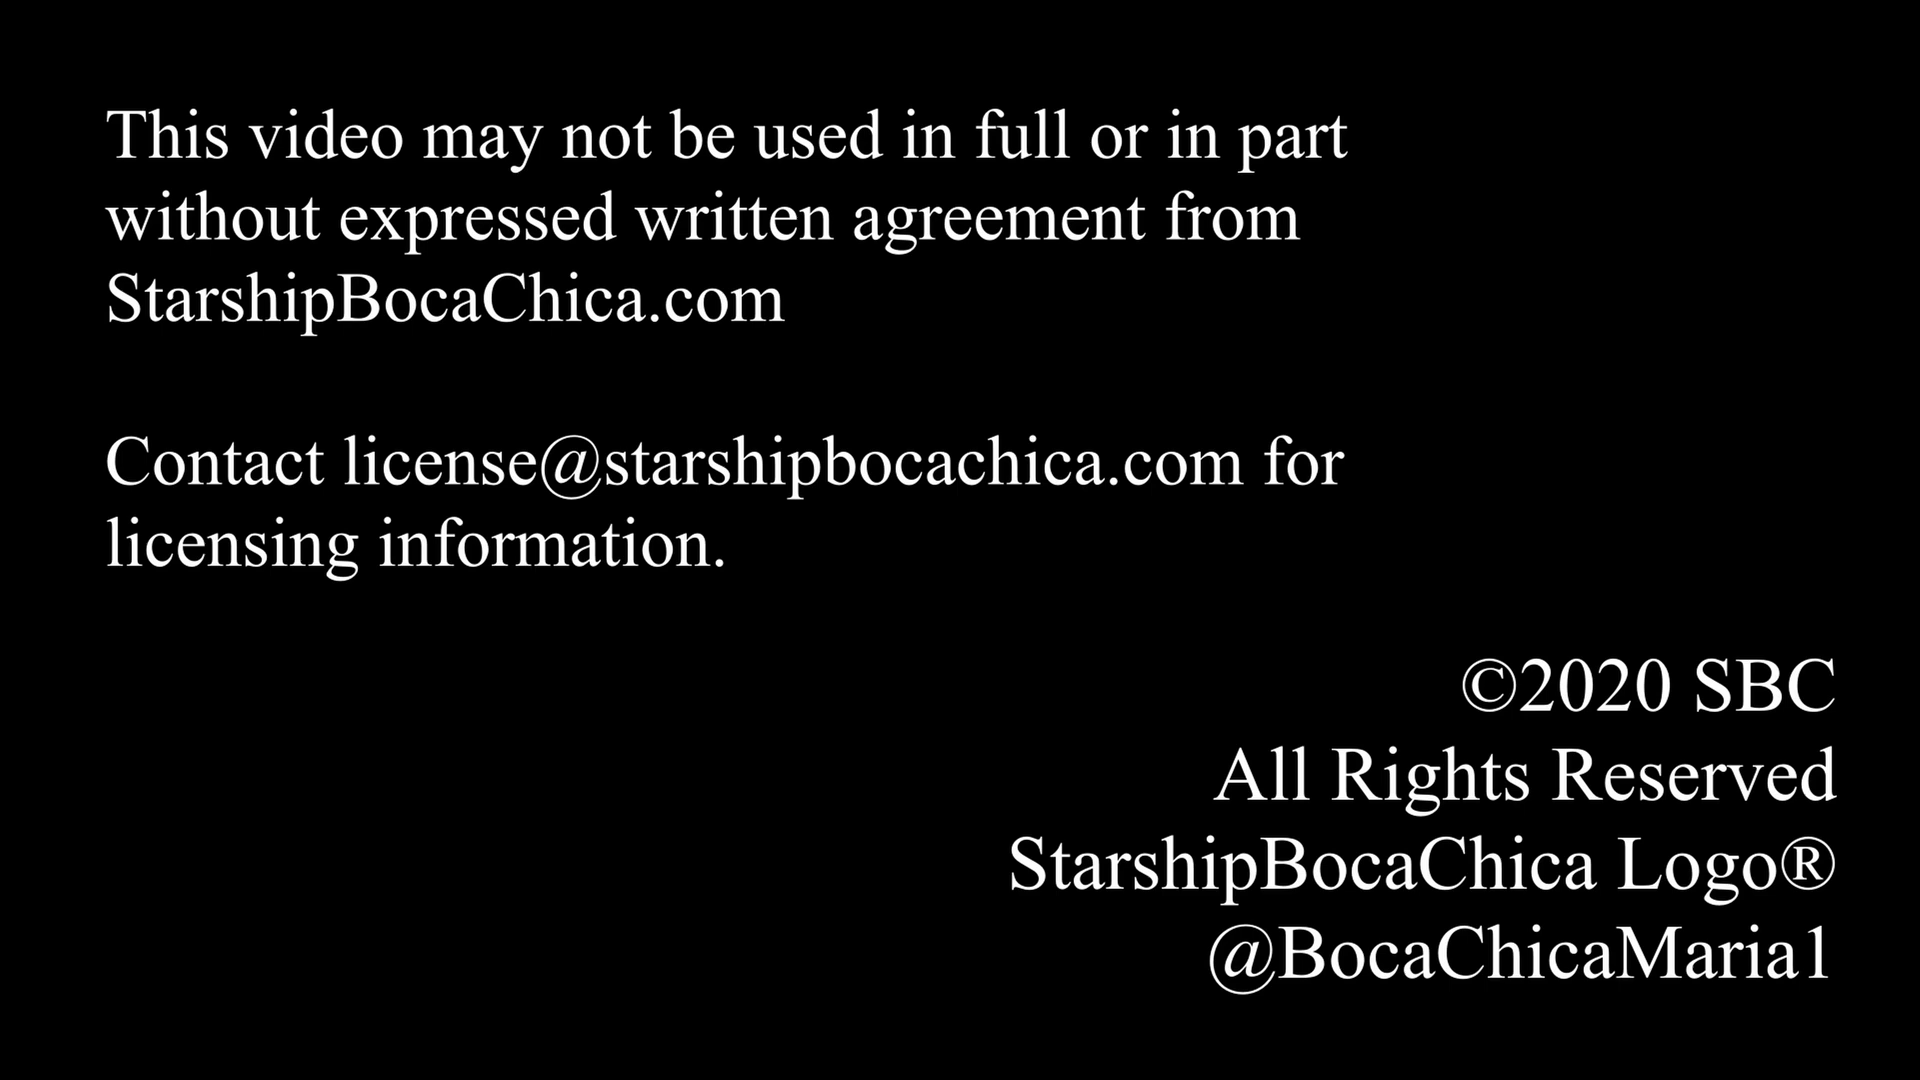 This video may not be used in full or in part
without expressed written agreement from
StarshipBocaChica.com
Contact license@starshipbocachica.com for
licensing information.
©2020 SBC
All Rights Reserved
StarshipBocaChica Logo®
@BocaChicaMaria1